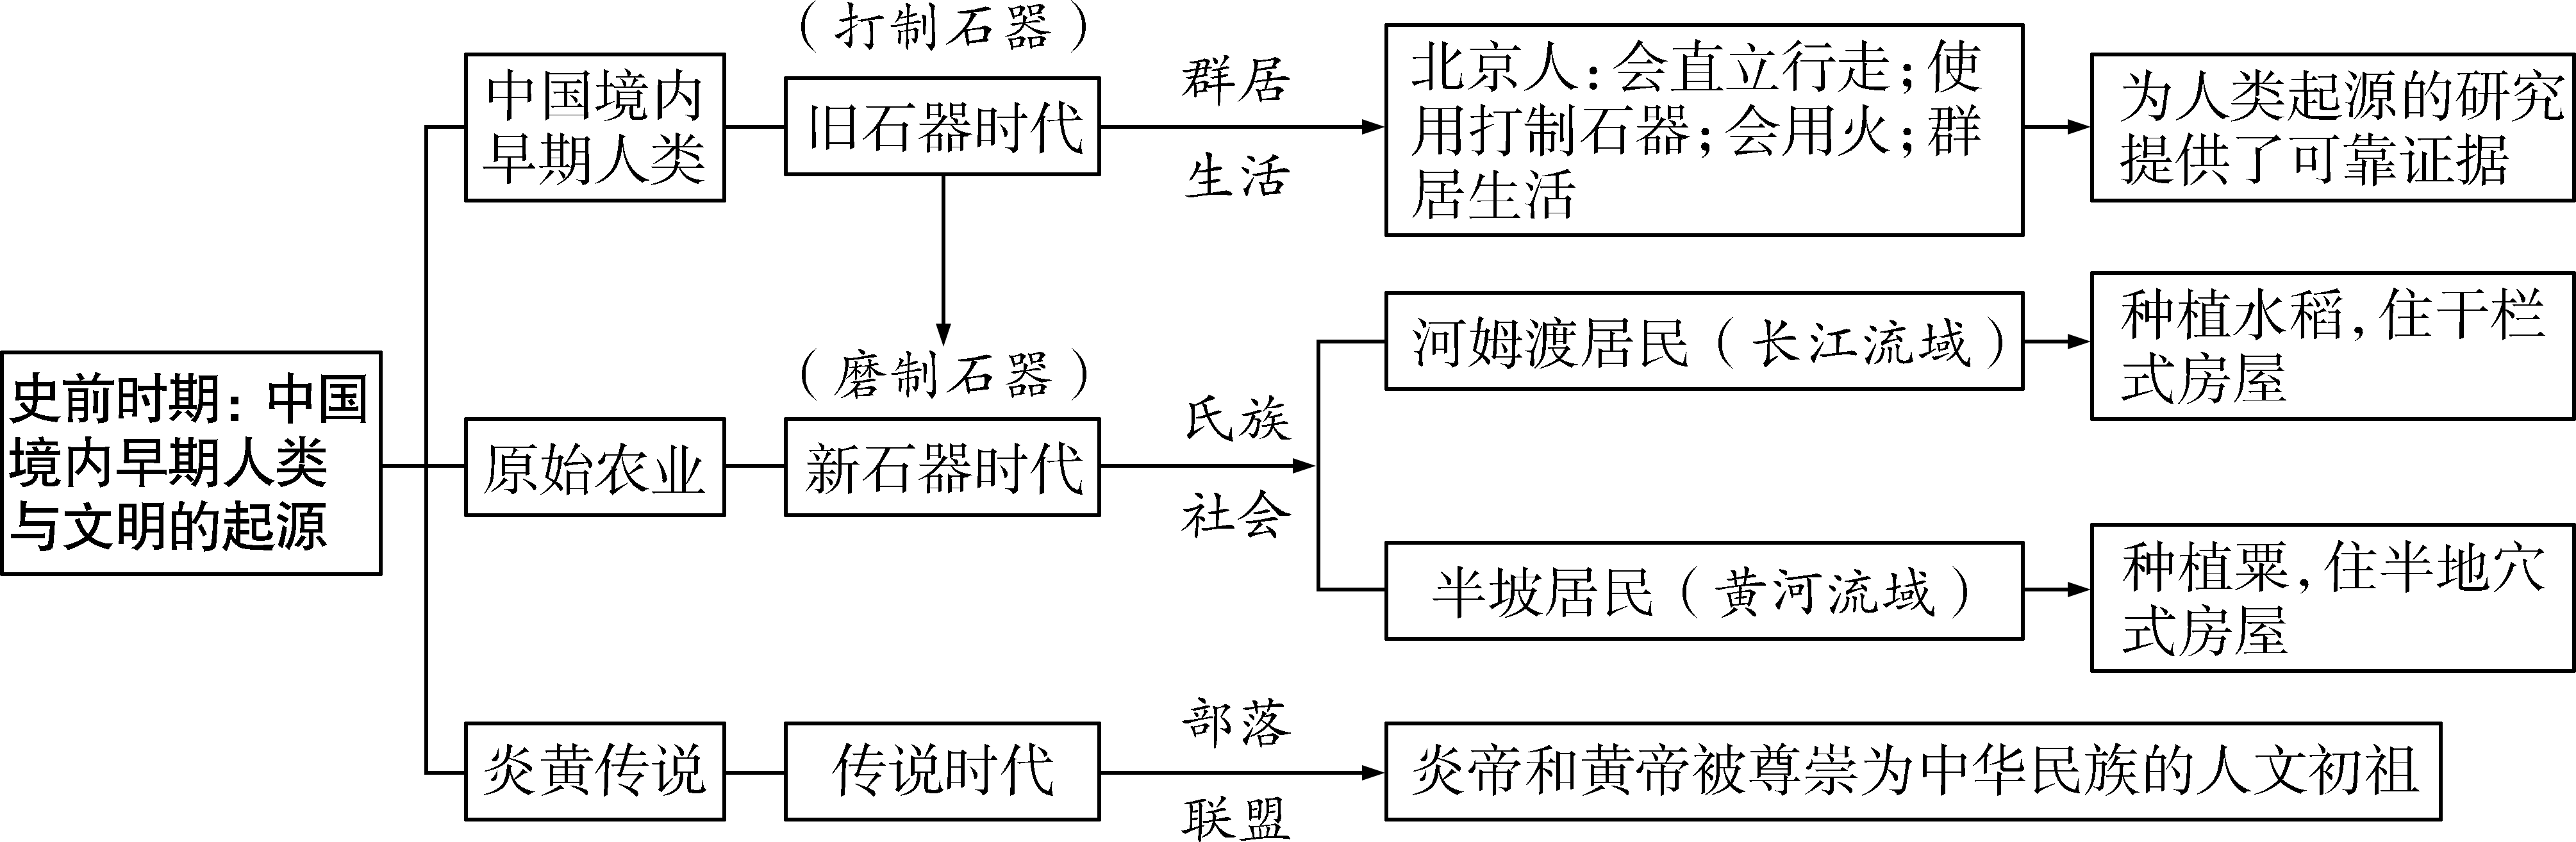 史前时期：中国
境内早期人类
与文明的起源
中国境内
早期人类
（打制石器）
旧石器时代
群居
生活
北京人：会直立行走；使
用打制石器；会用火；群
居生活
为人类起源的研究
提供了可靠证据
原始农业
（磨制石器）
新石器时代
氏族
社会
河姆渡居民（长江流域）
种植水稻，住干栏
式房屋
半坡居民（黄河流域）
种植粟，住半地穴
式房屋
炎黄传说
传说时代
部落
联盟
炎帝和黄帝被尊崇为中华民族的人文初祖